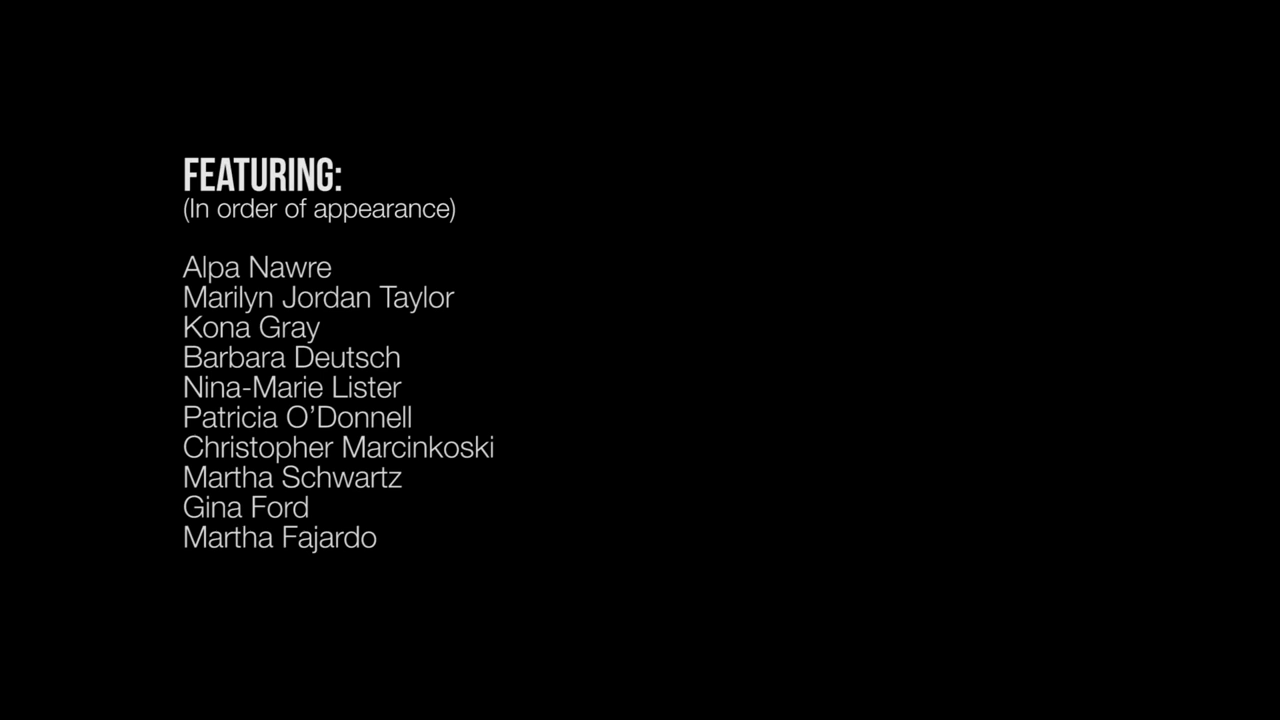 FEATURING:
(In order of appearance)
Alpa Nawre
Marilyn Jordan Taylor
Kona Gray
Barbara Deutsch
Nina-Marie Lister
Patricia O’Donnell
Christopher Marcinkoski
Martha Schwartz
Gina Ford
Martha Fajardo